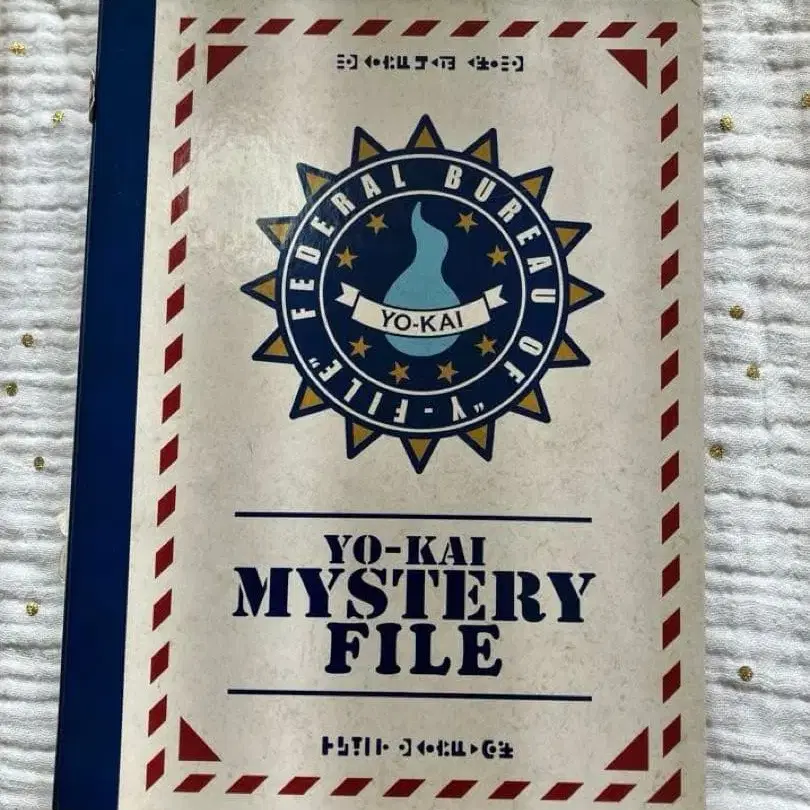 FEDERAL BUREAU OF "Y-FILE"
YO-KAI
YO-KAI
MYSTERY
FILE